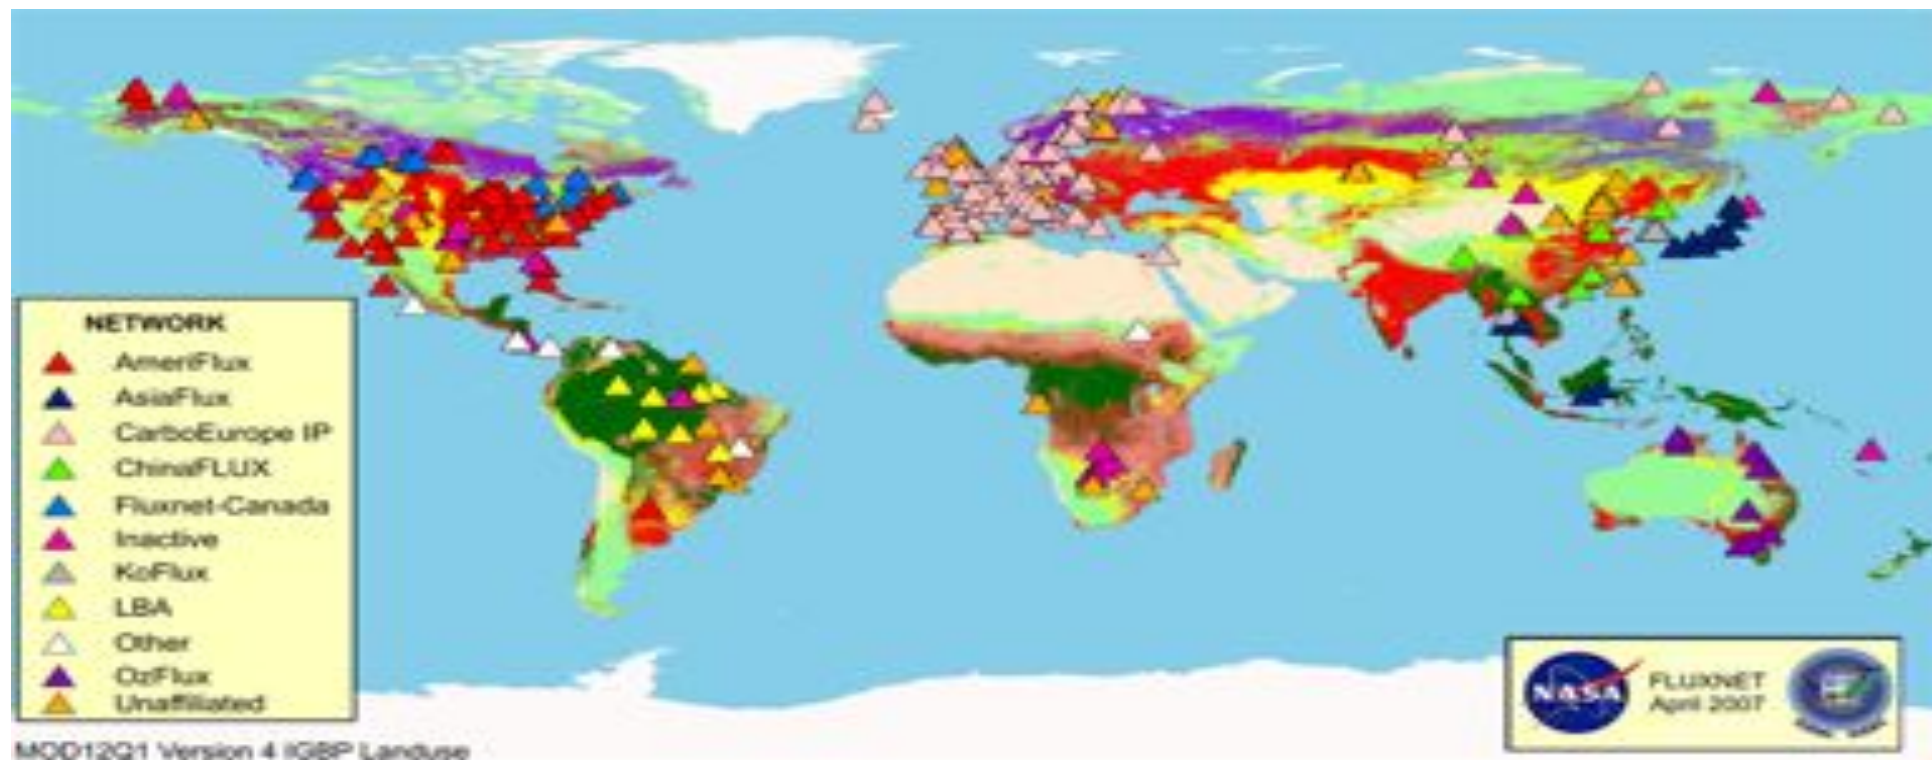 NETWORK
AmeriFlux
AsiaFlux
CarboEurope IP
ChinaFLUX
Fluxnet-Canada
Inactive
KoFlux
LBA
Other
OzFlux
Unaffiliated
NASA
FLUXNET
April 2007
MOD12Q1 Version 4 IGBP Landuse